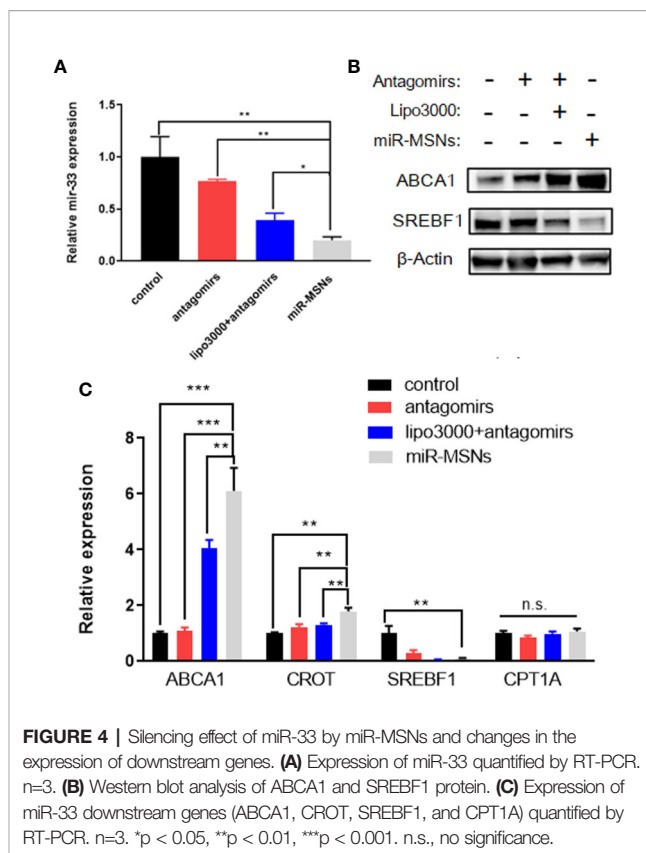 A
Relative mir-33 expression
1.5
1.0
0.5
0.0
**
**
*
control
antagomirs
lipo3000+antagomirs
miR-MSNs
B
Antagomirs: - + + -
Lipo3000: - - + -
miR-MSNs: - - - +
ABCA1
SREBF1
β-Actin
C
control
antagomirs
lipo3000+antagomirs
miR-MSNs
Relative expression
8
6
4
2
0
***
***
**
**
**
**
**
n.s.
ABCA1 CROT SREBF1 CPT1A
FIGURE 4 | Silencing effect of miR-33 by miR-MSNs and changes in the
expression of downstream genes. (A) Expression of miR-33 quantified by RT-PCR.
n=3. (B) Western blot analysis of ABCA1 and SREBF1 protein. (C) Expression of
miR-33 downstream genes (ABCA1, CROT, SREBF1, and CPT1A) quantified by
RT-PCR. n=3. *p < 0.05, **p < 0.01, ***p < 0.001. n.s., no significance.